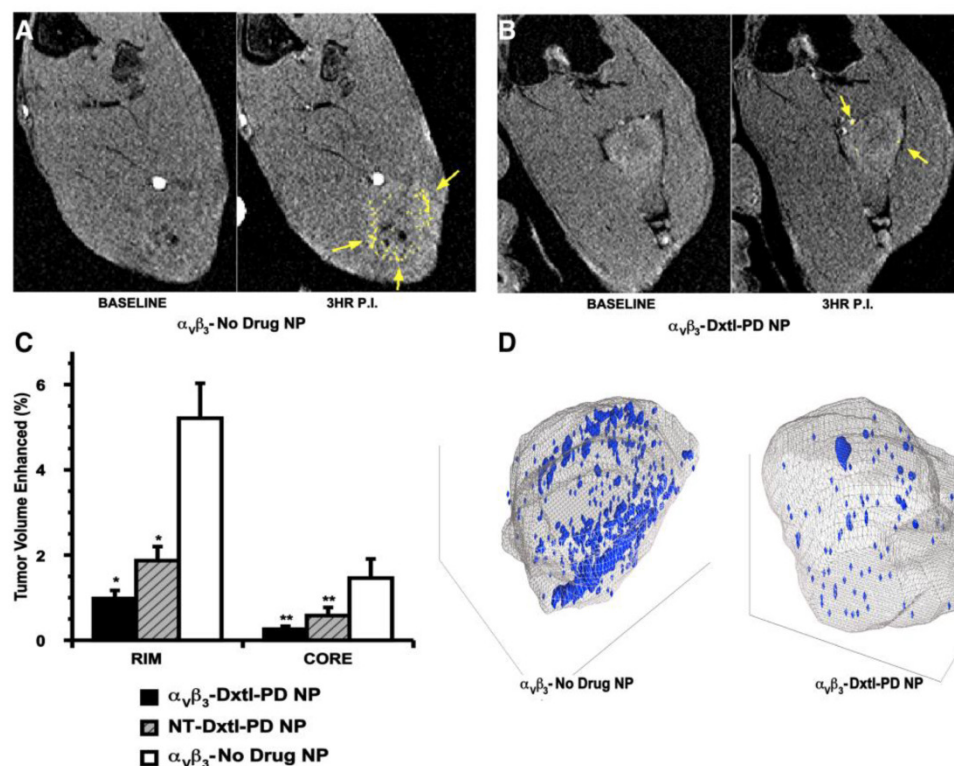 A
B
BASELINE 3HR P.I.
BASELINE 3HR P.I.
αvβ3-No Drug NP
αvβ3-Dxtl-PD NP
C
D
Tumor Volume Enhanced (%)
6
4
2
0
*
*
**
**
RIM CORE
αvβ3-Dxtl-PD NP
NT-Dxtl-PD NP
αvβ3-No Drug NP
αvβ3-No Drug NP
αvβ3-Dxtl-PD NP